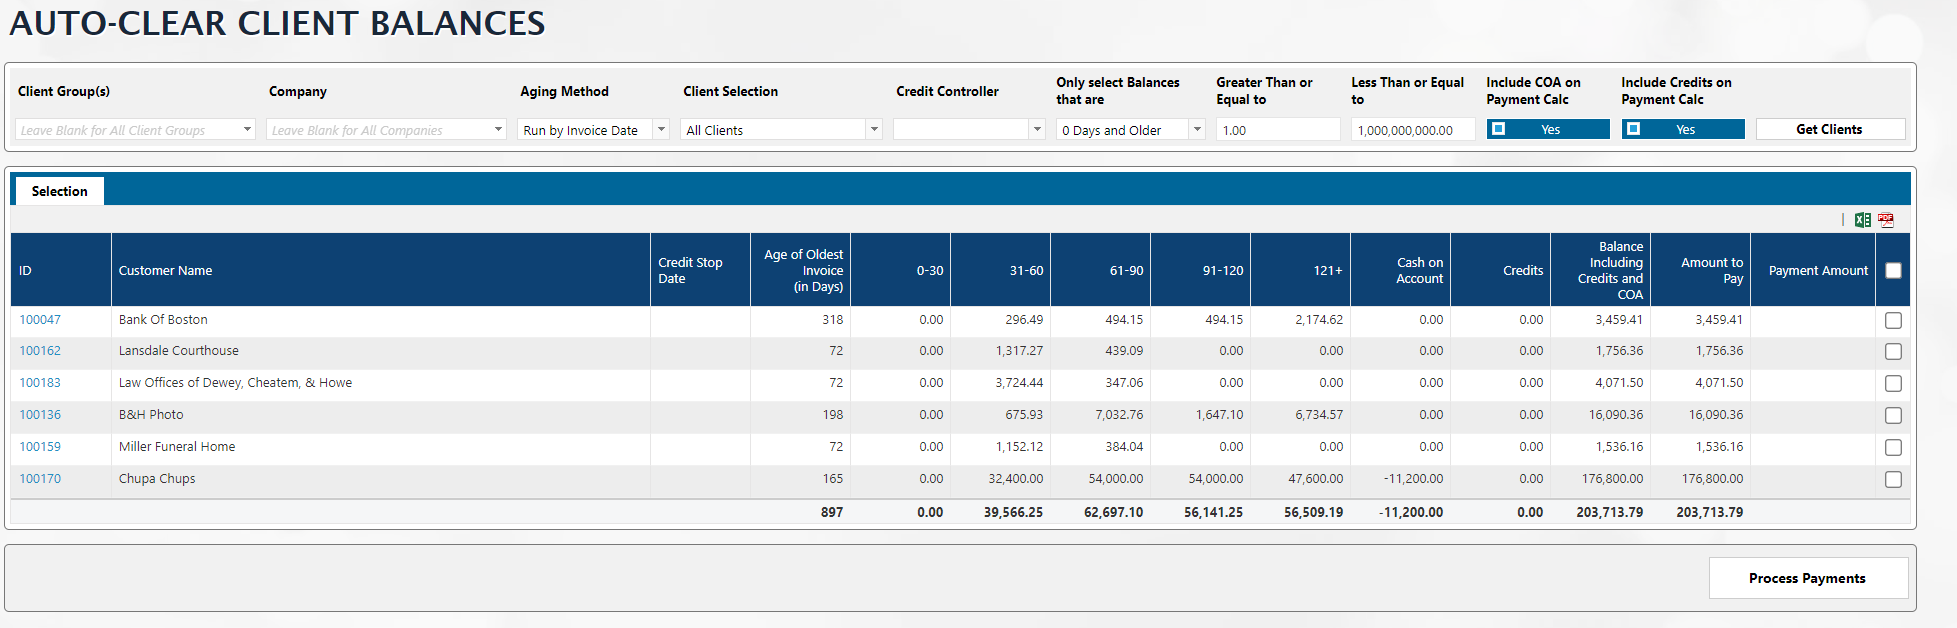 AUTO-CLEAR CLIENT BALANCES
Client Group(s) Company Aging Method Client Selection Credit Controller Only select Balances that are Greater Than or Equal to Less Than or Equal to Include COA on Payment Calc Include Credits on Payment Calc
Leave Blank for All Client Groups Leave Blank for All Companies Run by Invoice Date All Clients 0 Days and Older 1.00 1,000,000,000.00 Yes Yes Get Clients
Selection
PDF
ID Customer Name Credit Stop Date Age of Oldest Invoice (in Days) 0-30 31-60 61-90 91-120 121+ Cash on Account Credits Balance Including Credits and COA Amount to Pay Payment Amount
100047 Bank Of Boston 318 0.00 296.49 494.15 494.15 2,174.62 0.00 0.00 3,459.41 3,459.41
100162 Lansdale Courthouse 72 0.00 1,317.27 439.09 0.00 0.00 0.00 0.00 1,756.36 1,756.36
100183 Law Offices of Dewey, Cheatem, & Howe 72 0.00 3,724.44 347.06 0.00 0.00 0.00 0.00 4,071.50 4,071.50
100136 B&H Photo 198 0.00 675.93 7,032.76 1,647.10 6,734.57 0.00 0.00 16,090.36 16,090.36
100159 Miller Funeral Home 72 0.00 1,152.12 384.04 0.00 0.00 0.00 0.00 1,536.16 1,536.16
100170 Chupa Chups 165 0.00 32,400.00 54,000.00 54,000.00 47,600.00 -11,200.00 0.00 176,800.00 176,800.00
897 0.00 39,566.25 62,697.10 56,141.25 56,509.19 -11,200.00 0.00 203,713.79 203,713.79
Process Payments